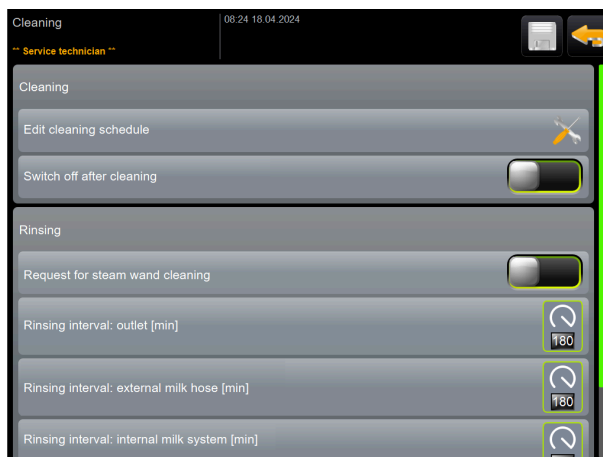 Cleaning
08:24 18.04.2024
** Service technician **
Cleaning
Edit cleaning schedule
Switch off after cleaning
Rinsing
Request for steam wand cleaning
Rinsing interval: outlet [min]
180
Rinsing interval: external milk hose [min]
180
Rinsing interval: internal milk system [min]